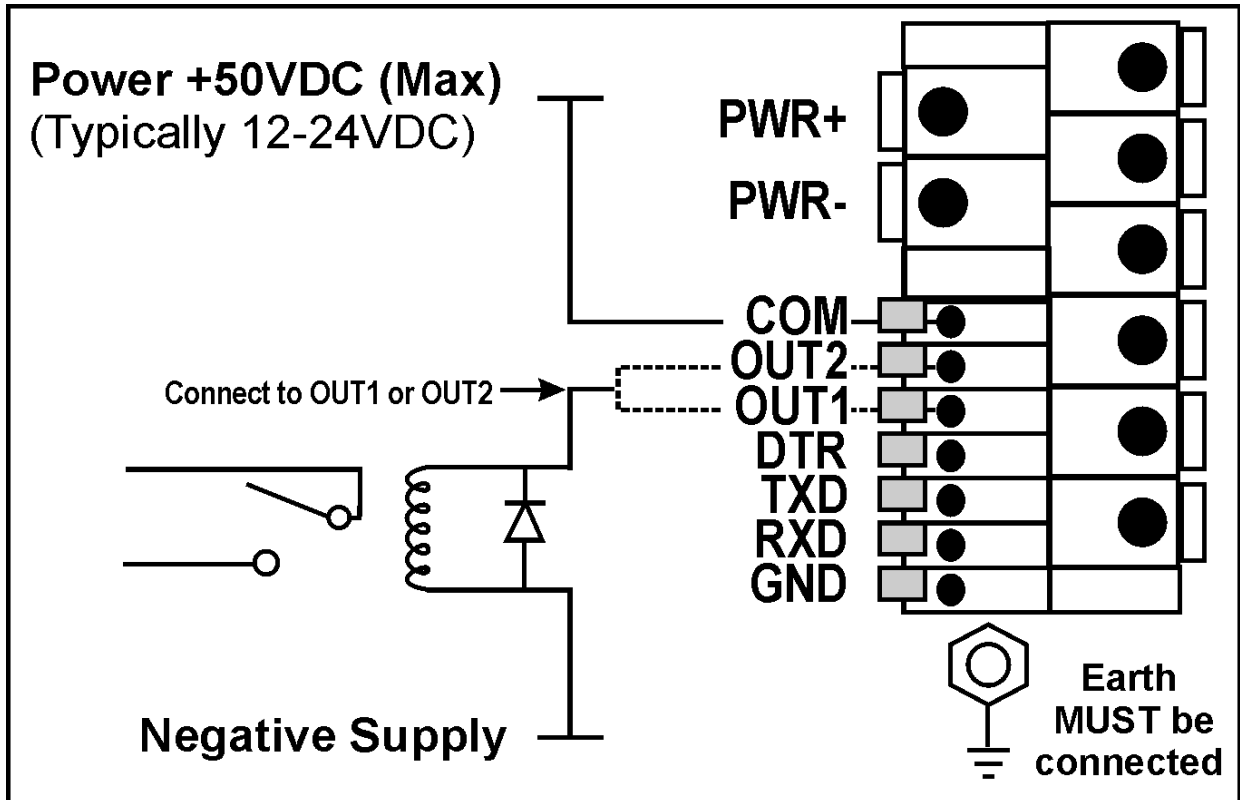 Power +50VDC (Max)
(Typically 12-24VDC)
PWR+
PWR-
COM
OUT2
Connect to OUT1 or OUT2
OUT1
DTR
TXD
RXD
GND
Negative Supply
Earth
MUST be
connected